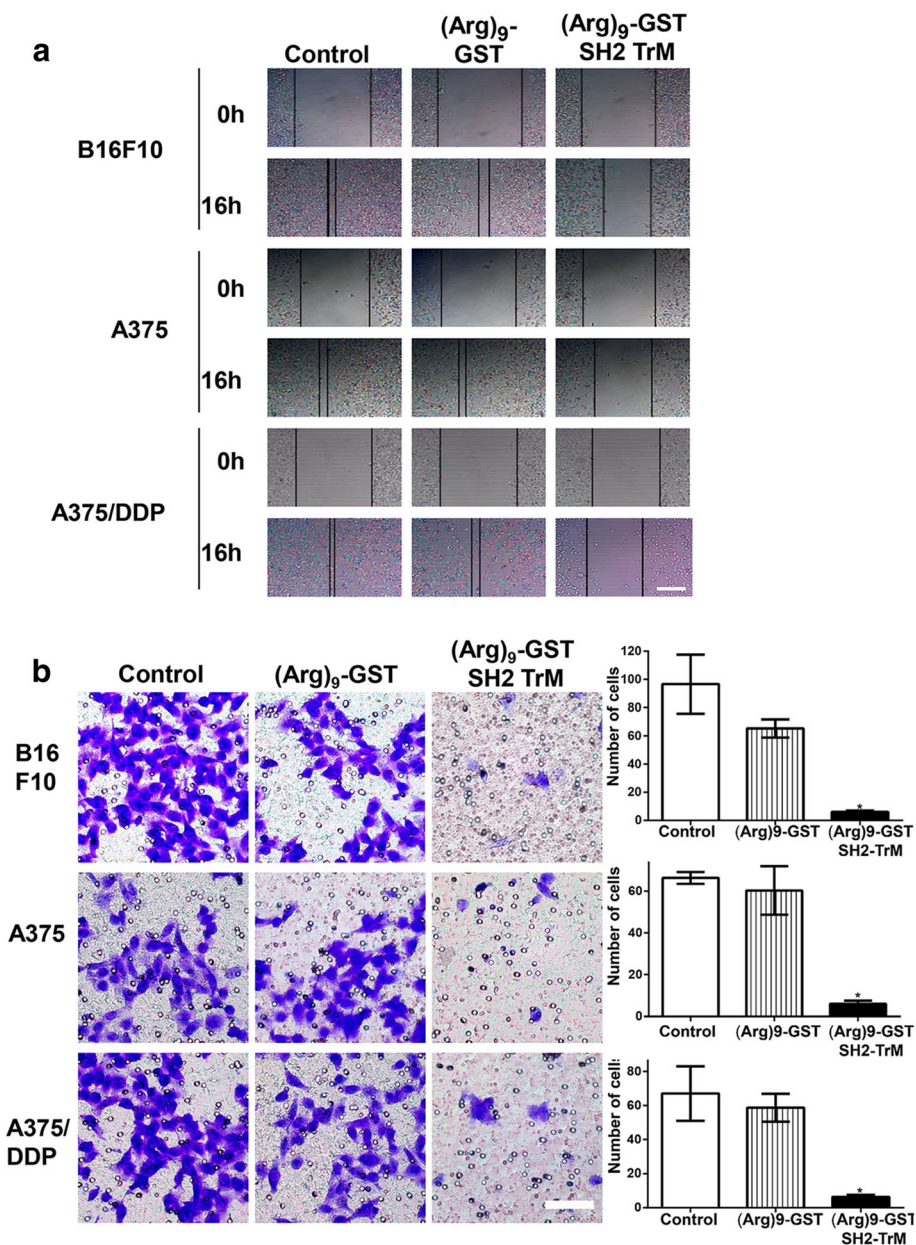 a
Control
(Arg)9-
GST
(Arg)9-GST
SH2 TrM
B16F10
0h
16h
A375
0h
16h
A375/DDP
0h
16h
b
Control
(Arg)9-GST
(Arg)9-GST
SH2 TrM
B16
F10
A375
A375/
DDP
Number of cells
120
100
80
60
40
20
0
*
Control
(Arg)9-GST
(Arg)9-GST
SH2-TrM
Number of cells
60
40
20
0
*
Control
(Arg)9-GST
(Arg)9-GST
SH2-TrM
Number of cells
80
60
40
20
0
*
Control
(Arg)9-GST
(Arg)9-GST
SH2-TrM